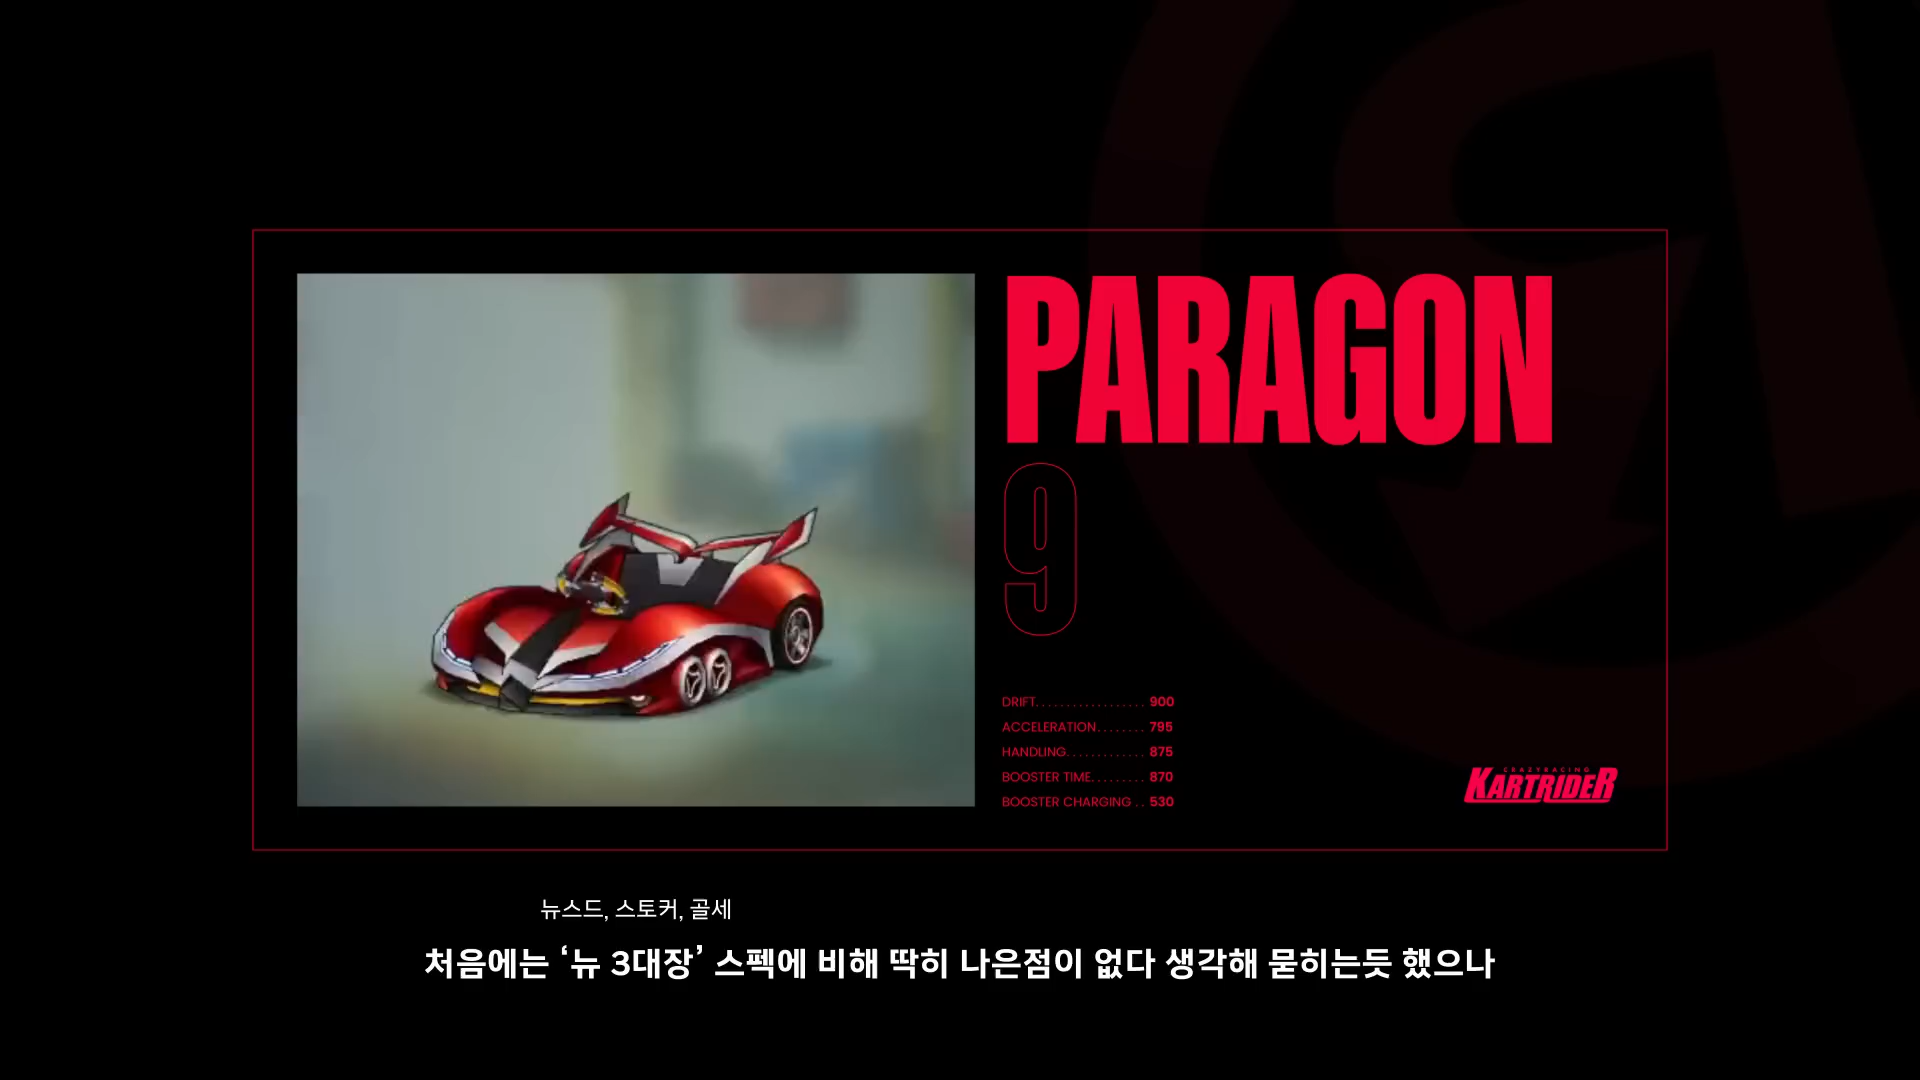 PARAGON
9
DRIFT.................. 900
ACCELERATION........ 795
HANDLING............. 875
BOOSTER TIME......... 870
BOOSTER CHARGING .. 530
CRAZYRACING
KARTRIDER
뉴스드, 스토커, 골세
처음에는 ‘뉴 3대장’ 스펙에 비해 딱히 나은점이 없다 생각해 묻히는듯 했으나